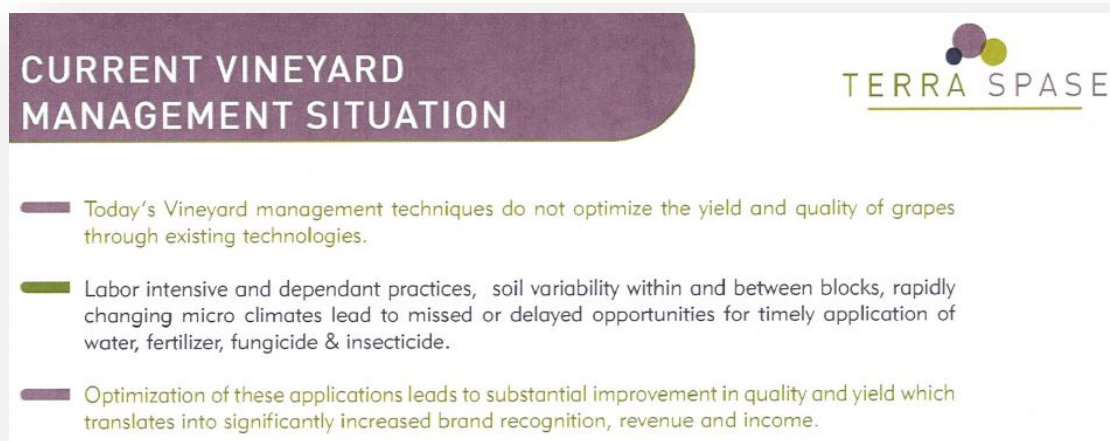 CURRENT VINEYARD
MANAGEMENT SITUATION
TERRA SPASE
Today's Vineyard management techniques do not optimize the yield and quality of grapes
through existing technologies.
Labor intensive and dependant practices, soil variability within and between blocks, rapidly
changing micro climates lead to missed or delayed opportunities for timely application of
water, fertilizer, fungicide & insecticide.
Optimization of these applications leads to substantial improvement in quality and yield which
translates into significantly increased brand recognition, revenue and income.